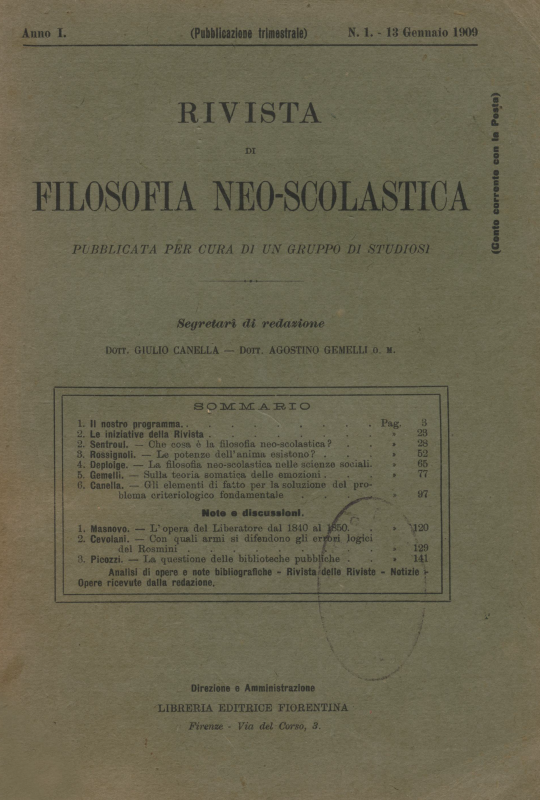 Anno I. (Pubblicazione trimestrale) N. 1. - 13 Gennaio 1909
(Conto corrente con la Posta)
RIVISTA
DI
FILOSOFIA NEO-SCOLASTICA
PUBBLICATA PER CURA DI UN GRUPPO DI STUDIOSI
Segretari di redazione
DOTT. GIULIO CANELLA — DOTT. AGOSTINO GEMELLI O. M.
SOMMARIO
1. Il nostro programma. . . . . . . . . . Pag. 3
2. Le iniziative della Rivista . . . . . . . . » 23
2. Sentroul. — Che cosa è la filosofia neo-scolastica? . . . » 28
3. Rossignoli. — Le potenze dell'anima esistono? . . . . » 52
4. Deploige. — La filosofia neo-scolastica nelle scienze sociali. » 65
5. Gemelli. — Sulla teoria somatica delle emozioni . . . . » 77
6. Canella. — Gli elementi di fatto per la soluzione del pro-
blema criteriologico fondamentale . . . . » 97
Note e discussioni.
1. Masnovo. — L'opera del Liberatore dal 1840 al 1850. . . » 120
2. Cevolani. — Con quali armi si difendono gli errori logici
del Rosmini . . . . . . . . » 129
3. Picozzi. — La questione delle biblioteche pubbliche . . » 141
Analisi di opere e note bibliografiche - Rivista delle Riviste - Notizie -
Opere ricevute dalla redazione.
Direzione e Amministrazione
LIBRERIA EDITRICE FIORENTINA
Firenze - Via del Corso, 3.